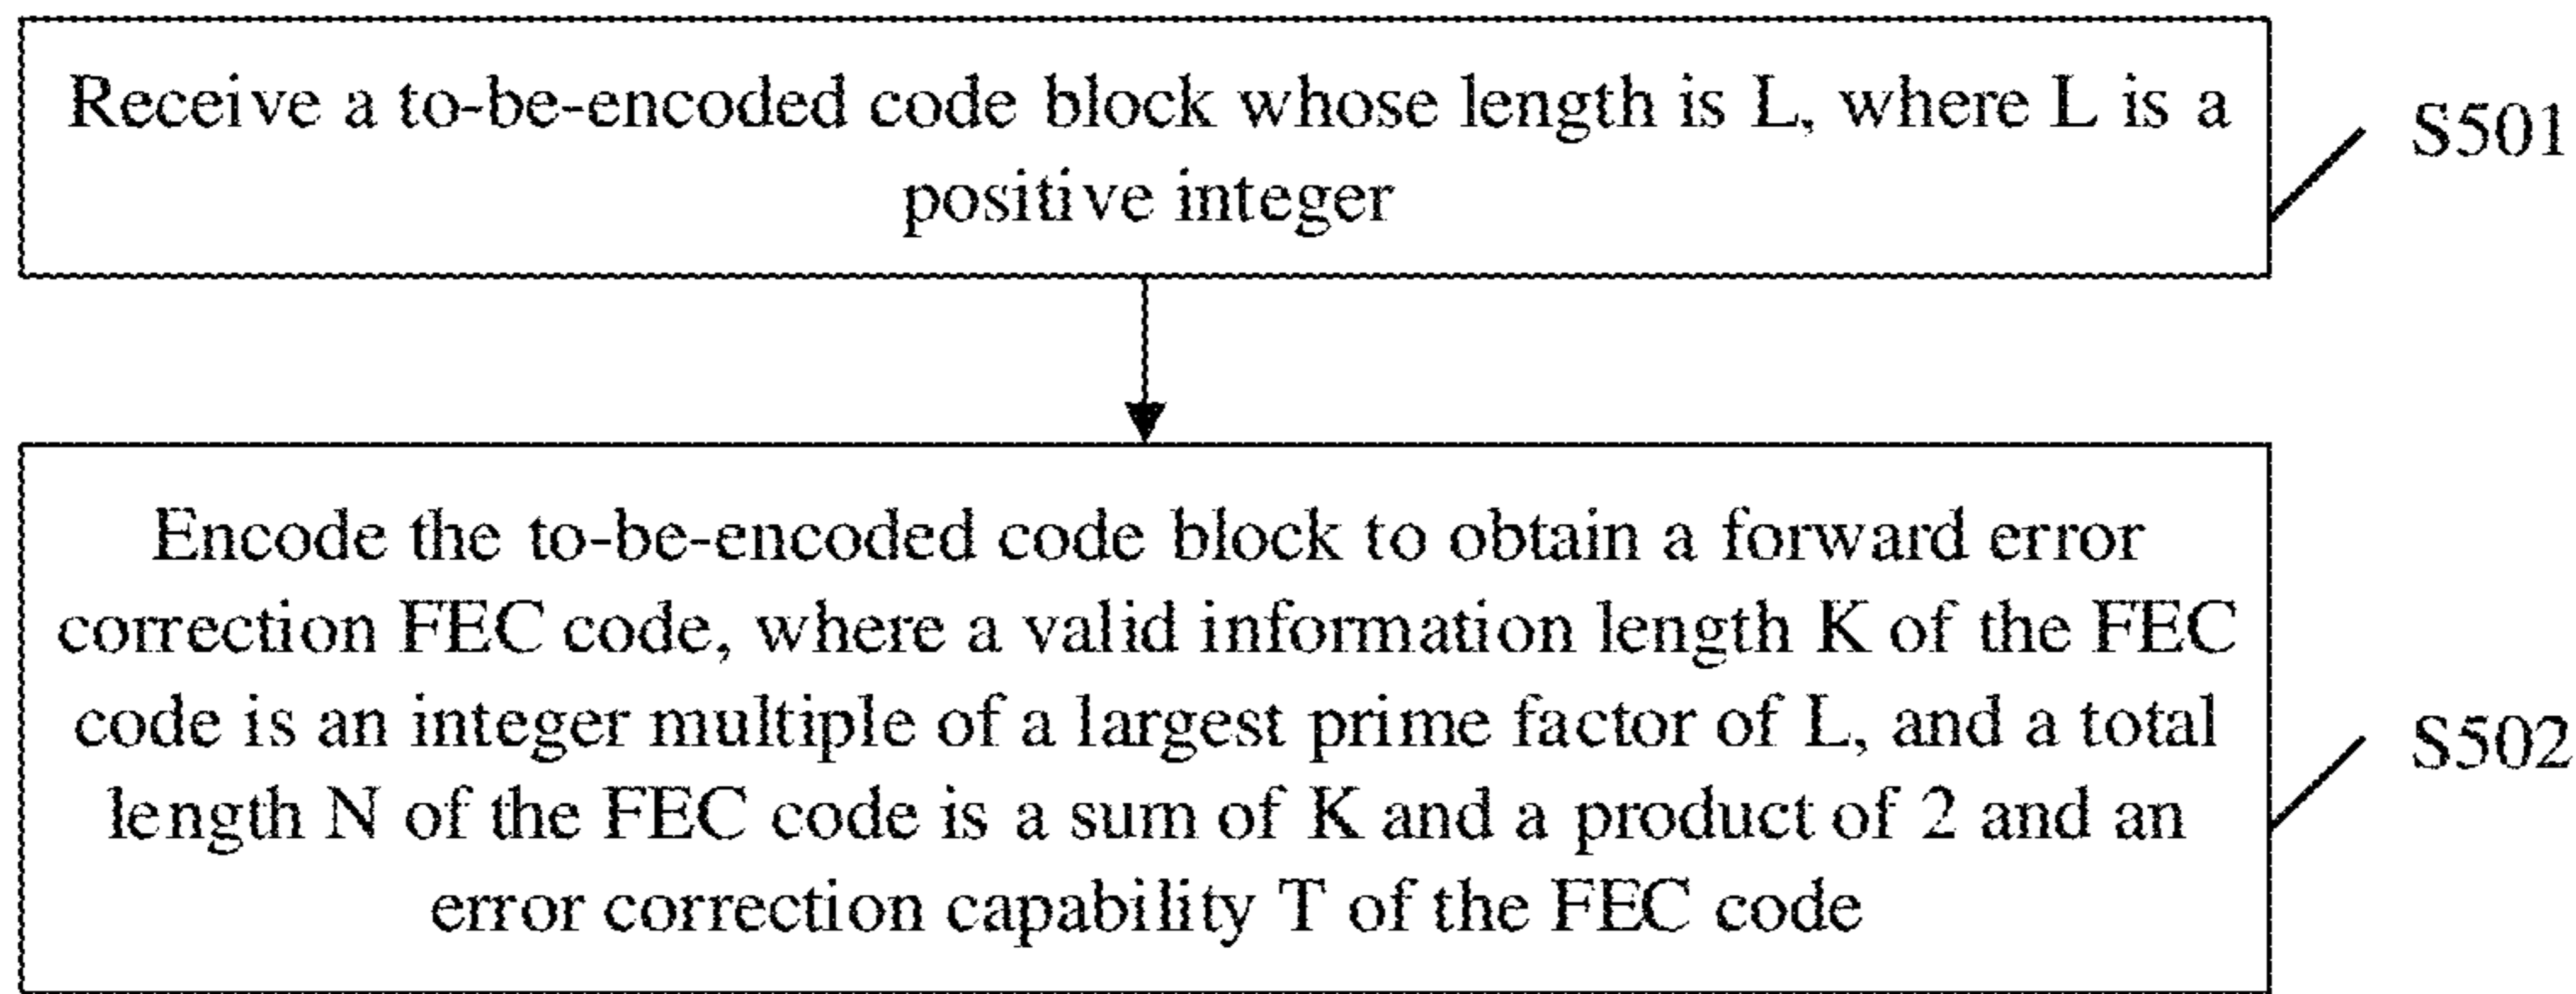 Receive a to-be-encoded code block whose length is L, where L is a
positive integer
S501
Encode the to-be-encoded code block to obtain a forward error
correction FEC code, where a valid information length K of the FEC
code is an integer multiple of a largest prime factor of L, and a total
length N of the FEC code is a sum of K and a product of 2 and an
error correction capability T of the FEC code
S502